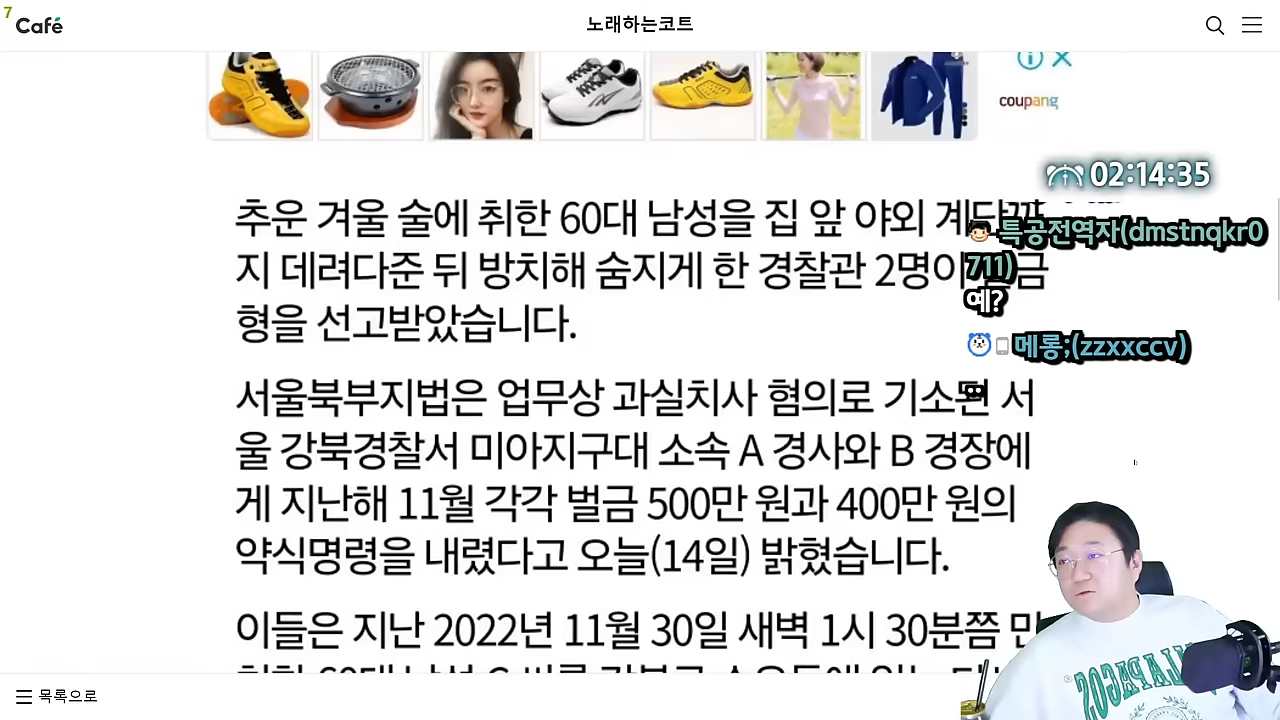 7
Café
노래하는코트
coupang
02:14:35
추운 겨울 술에 취한 60대 남성을 집 앞 야외
지 데려다준 뒤 방치해 숨지게 한 경찰관 2명이
형을 선고받았습니다.
특공전역자(dmstnqkr0
711)
예?
메롱;(zzxxccv)
서울북부지법은 업무상 과실치사 혐의로 기소된 서
울 강북경찰서 미아지구대 소속 A 경사와 B 경장에
게 지난해 11월 각각 벌금 500만 원과 400만 원의
약식명령을 내렸다고 오늘(14일) 밝혔습니다.
이들은 지난 2022년 11월 30일 새벽 1시 30분쯤
목록으로